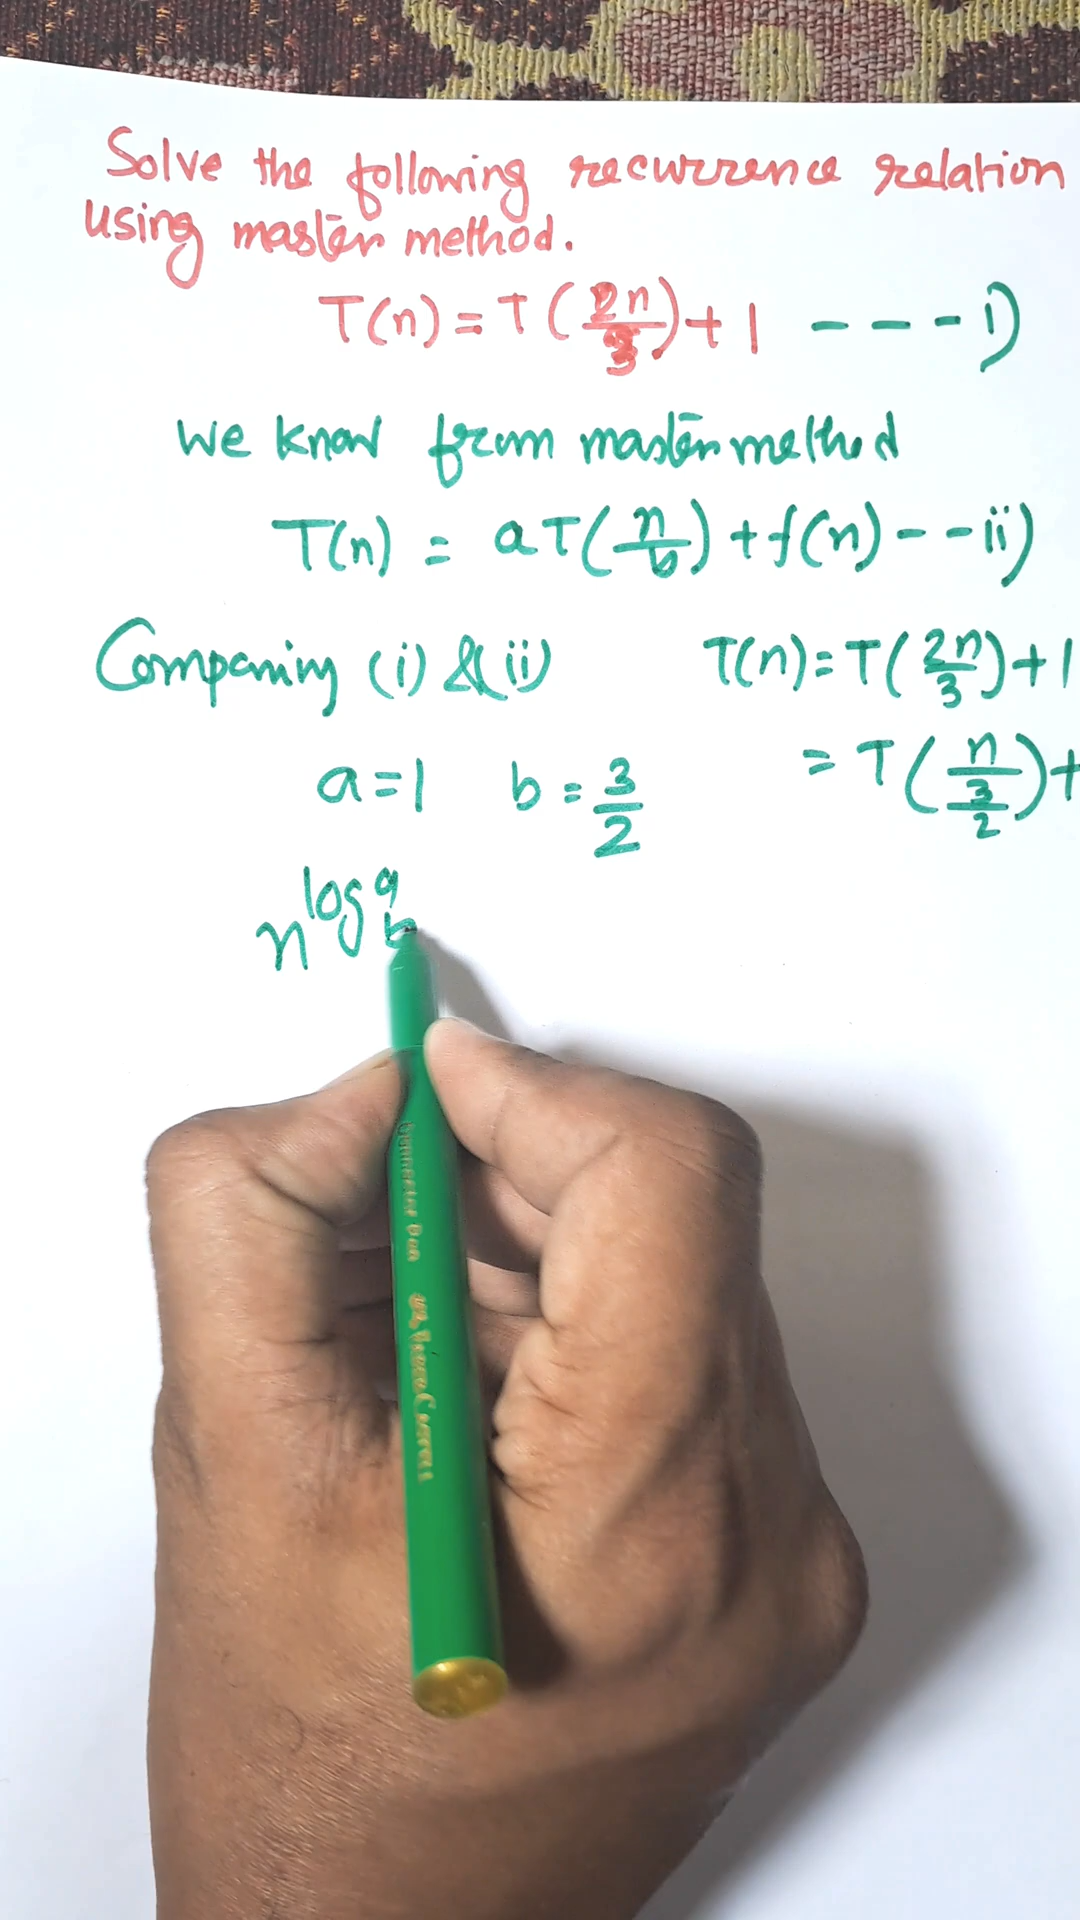 Solve the following recurrence relation
using master method.
T(n) = T(2n/3) + 1 - - - i)
We know from master method
T(n) = aT(n/b) + f(n) - - ii)
Comparing (i) & (ii)
T(n) = T(2n/3) + 1
= T(n/(3/2)) +
a = 1 b = 3/2
n^log a b